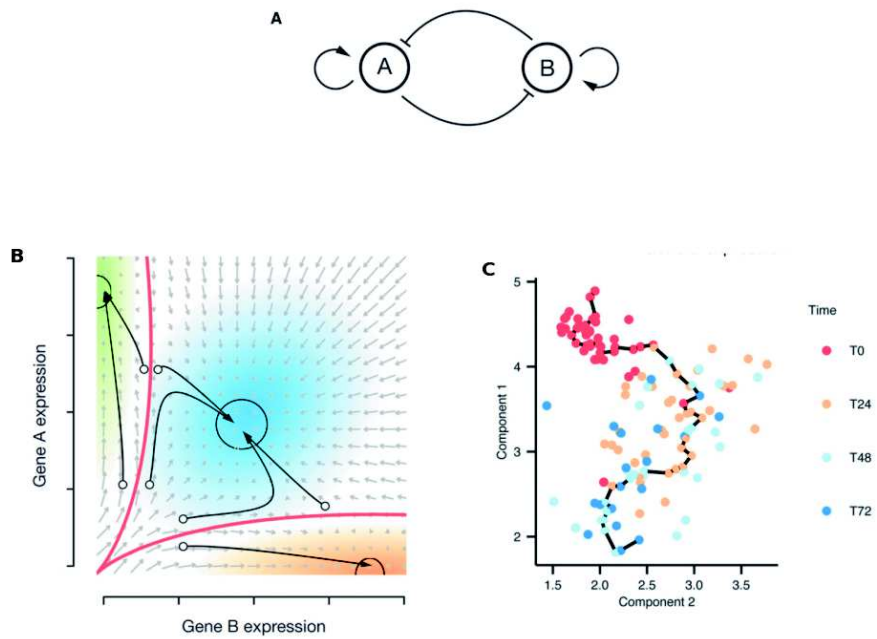 A
A
B
B
Gene A expression
Gene B expression
C
5
4
3
2
Component 1
1.5 2.0 2.5 3.0 3.5
Component 2
Time
T0
T24
T48
T72